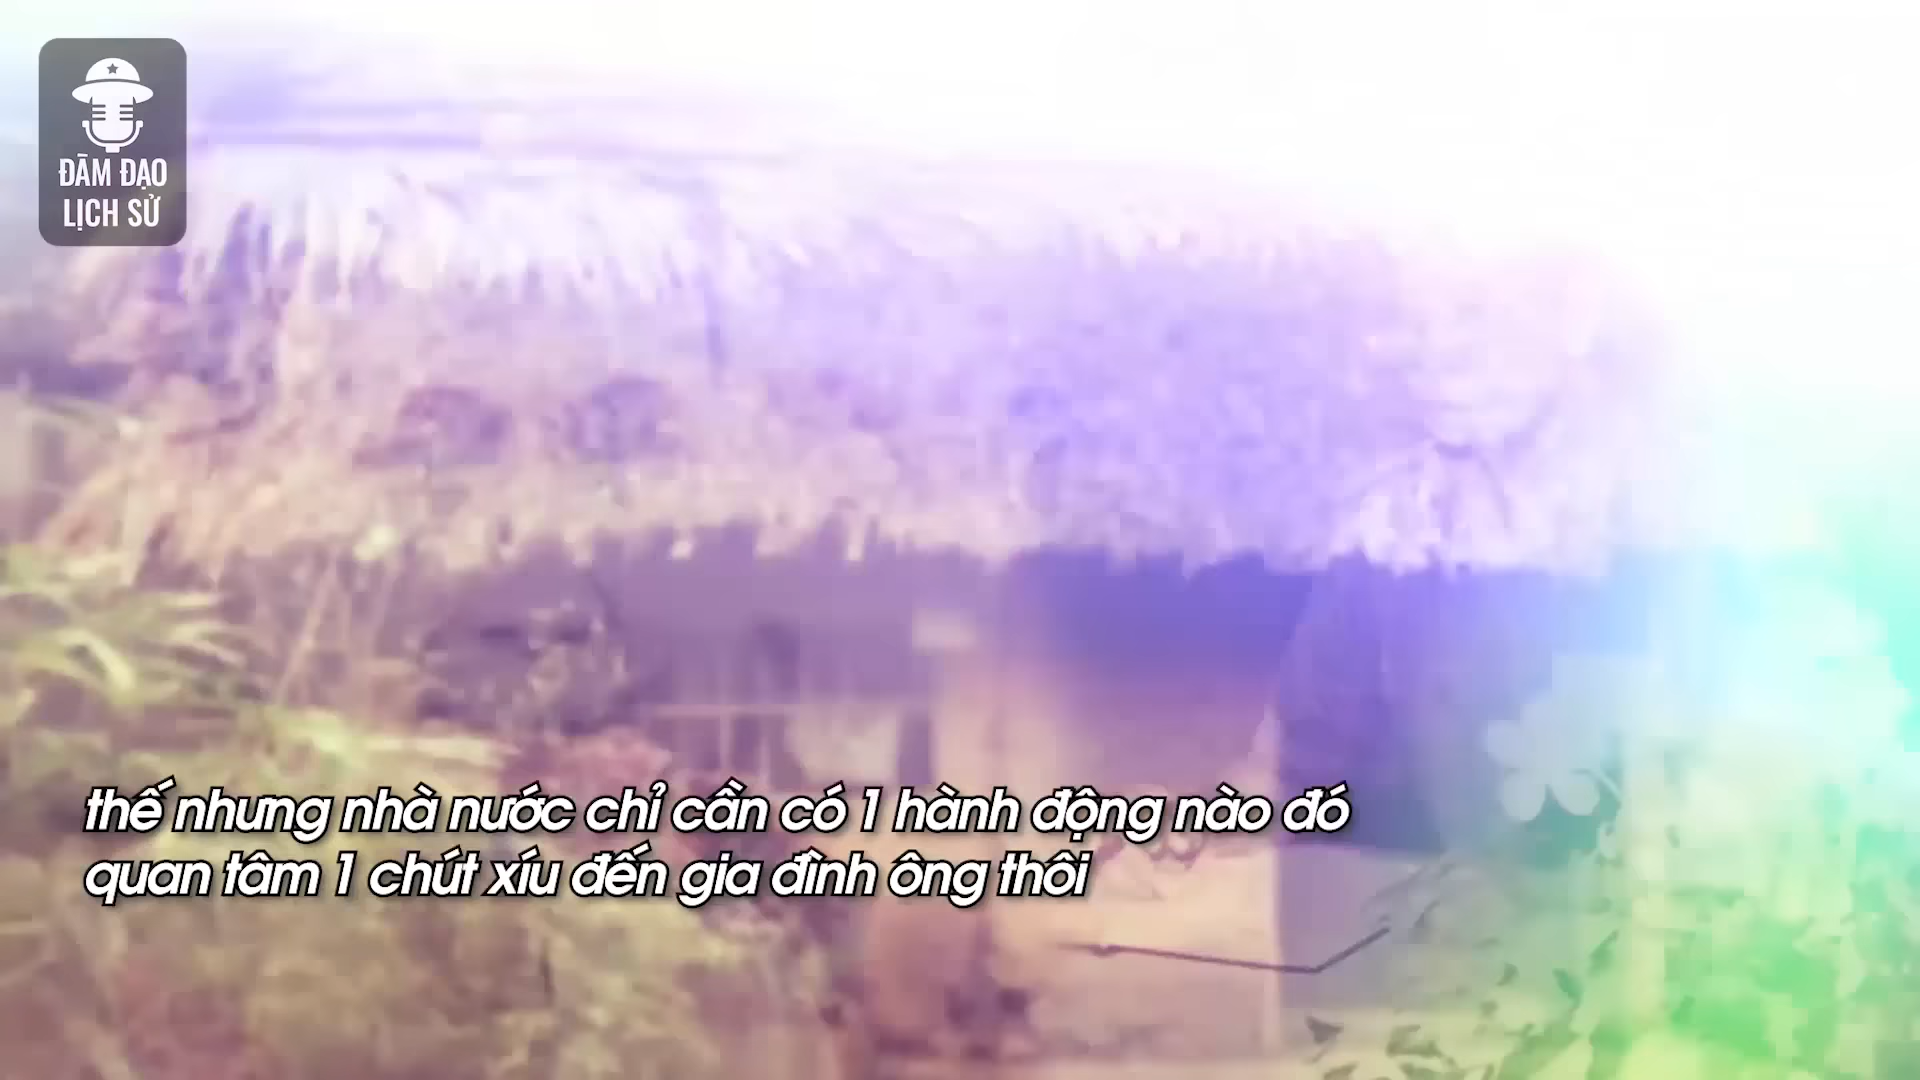 ĐÀM ĐẠO
LỊCH SỬ
thế nhưng nhà nước chỉ cần có 1 hành động nào đó
quan tâm 1 chút xíu đến gia đình ông thôi